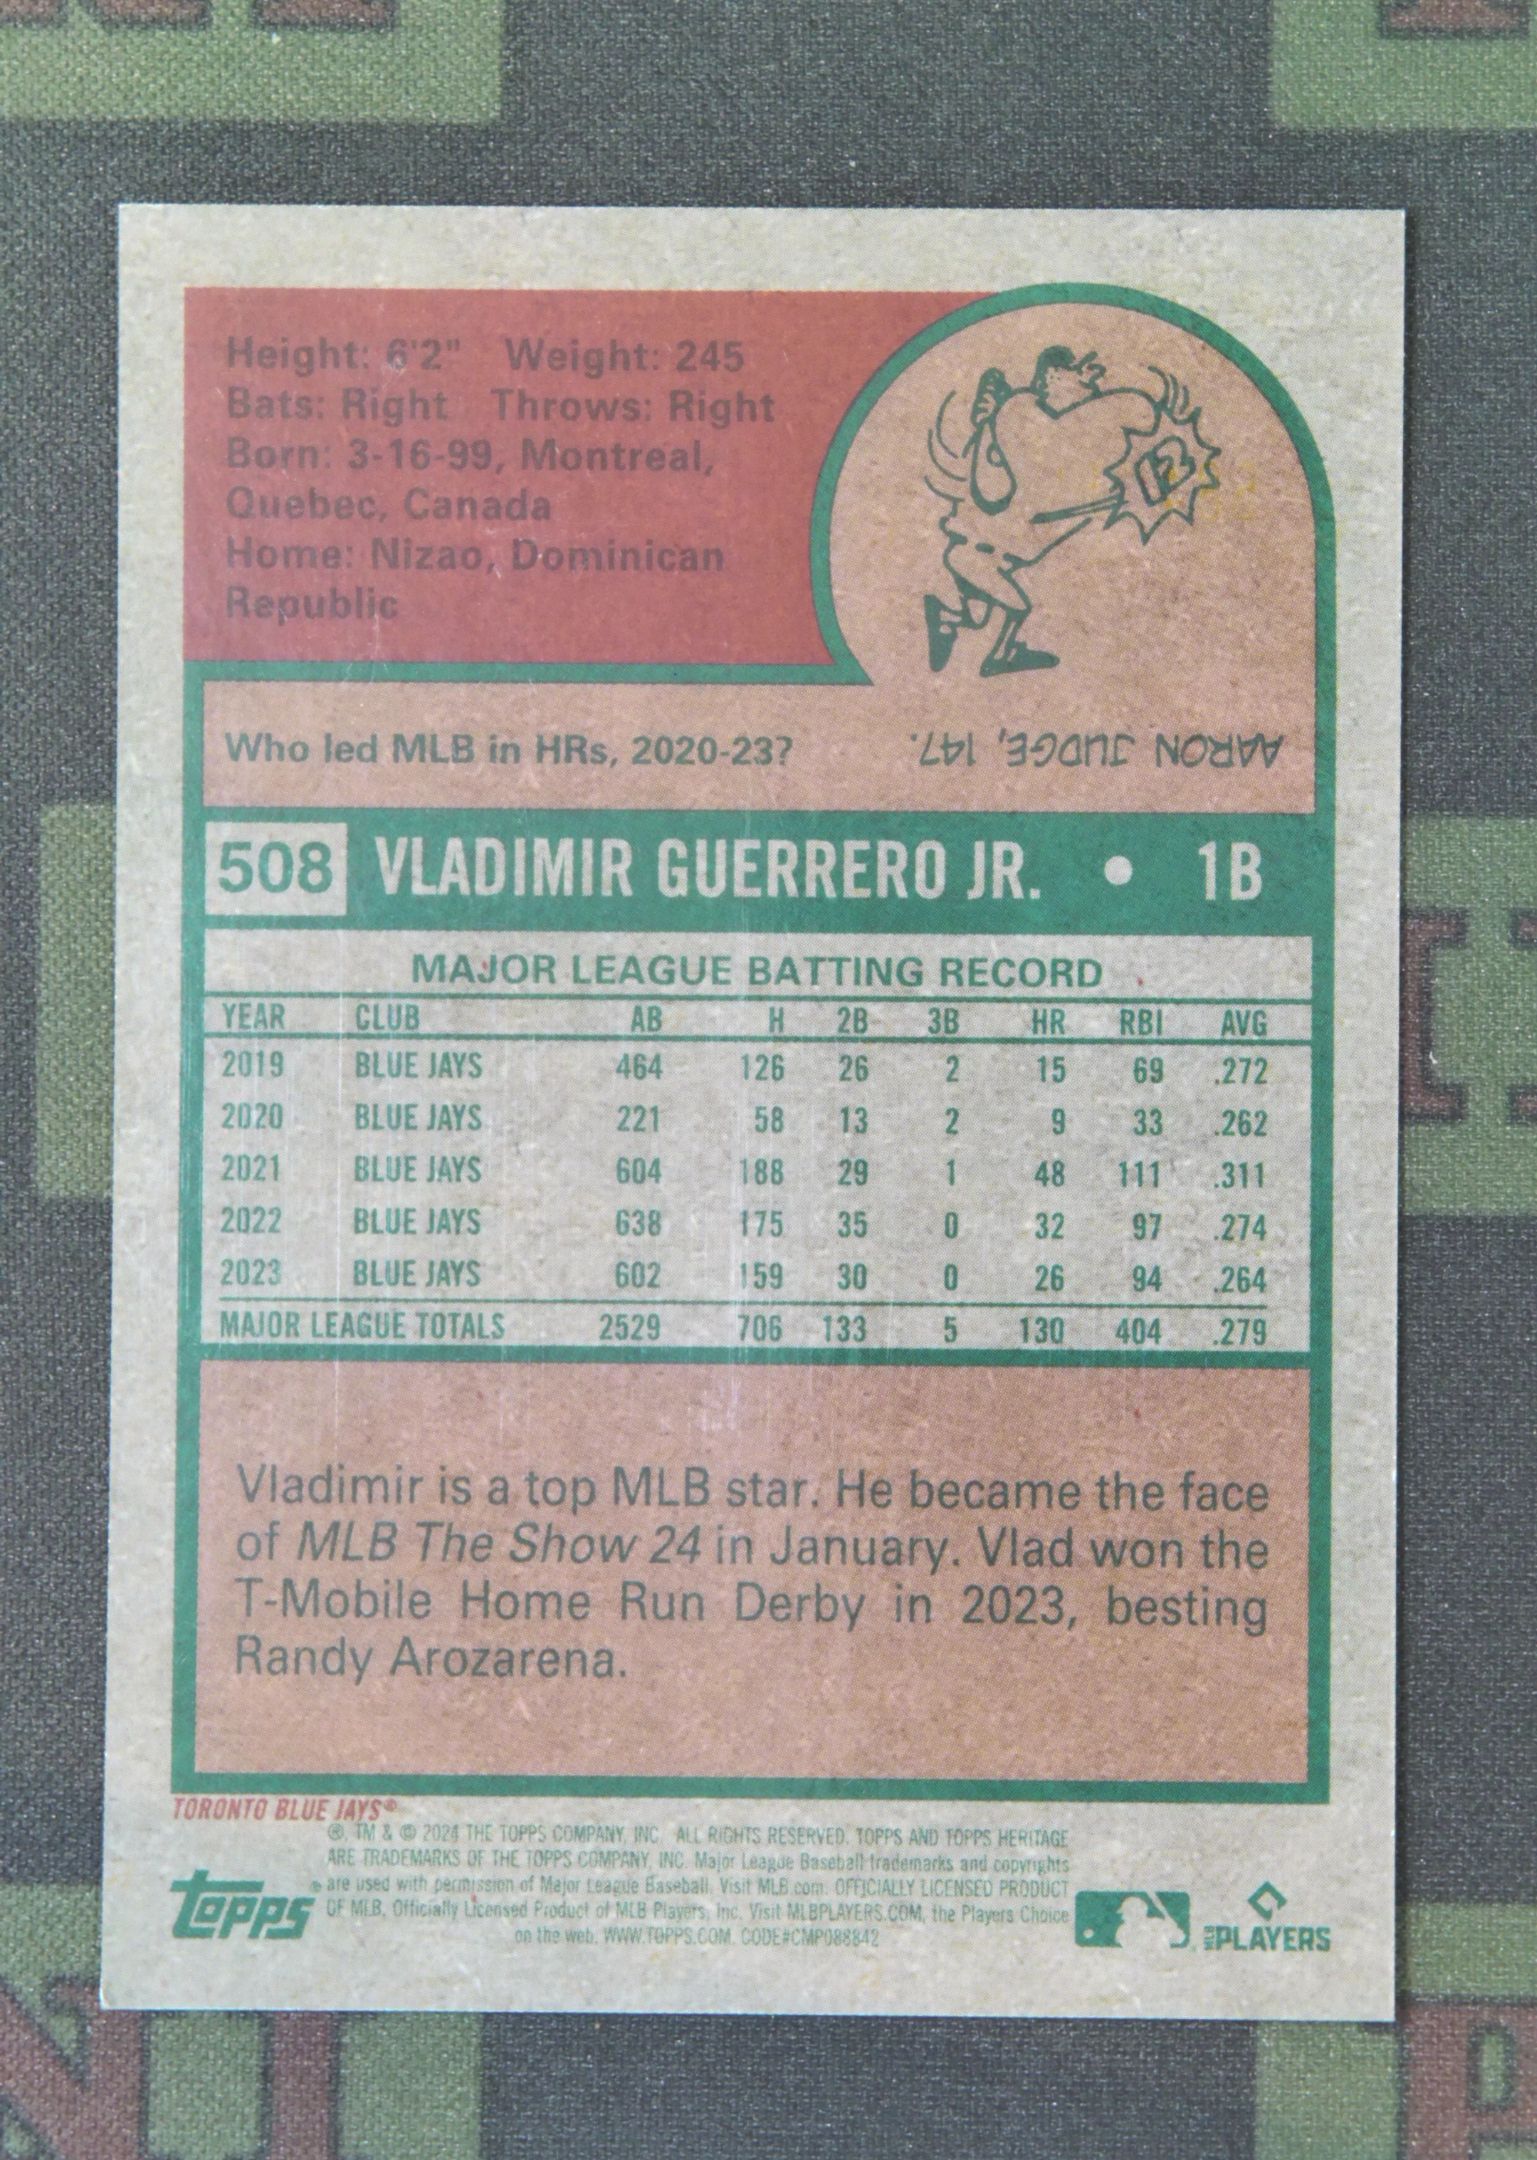 Height: 6'2" Weight: 245
Bats: Right Throws: Right
Born: 3-16-99, Montreal,
Quebec, Canada
Home: Nizao, Dominican
Republic
12
Who led MLB in HRs, 2020-23?
AARON JUDGE, 147.
508 VLADIMIR GUERRERO JR. • 1B
MAJOR LEAGUE BATTING RECORD
YEAR CLUB AB H 2B 3B HR RBI AVG
2019 BLUE JAYS 464 126 26 2 15 69 .272
2020 BLUE JAYS 221 58 13 2 9 33 .262
2021 BLUE JAYS 604 188 29 1 48 111 .311
2022 BLUE JAYS 638 175 35 0 32 97 .274
2023 BLUE JAYS 602 159 30 0 26 94 .264
MAJOR LEAGUE TOTALS 2529 706 133 5 130 404 .279
Vladimir is a top MLB star. He became the face
of MLB The Show 24 in January. Vlad won the
T-Mobile Home Run Derby in 2023, besting
Randy Arozarena.
TORONTO BLUE JAYS®
®, TM & © 2024 THE TOPPS COMPANY, INC. ALL RIGHTS RESERVED. TOPPS AND TOPPS HERITAGE
ARE TRADEMARKS OF THE TOPPS COMPANY, INC. Major League Baseball trademarks and copyrights
are used with permission of Major League Baseball. Visit MLB.com. OFFICIALLY LICENSED PRODUCT
OF MLB. Officially Licensed Product of MLB Players, Inc. Visit MLBPLAYERS.COM, the Players Choice
on the web. WWW.TOPPS.COM. CODE#CMP088842
topps
MLB PLAYERS